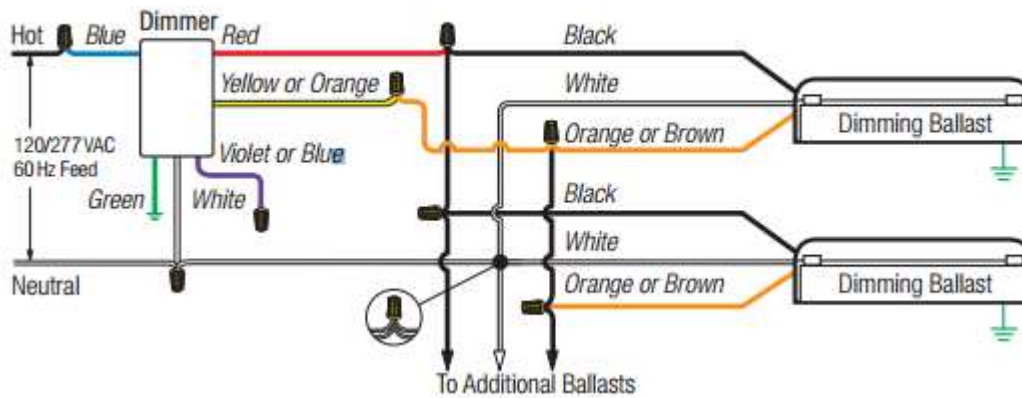 Hot
Blue
Dimmer
Red
Black
Yellow or Orange
White
Dimming Ballast
Orange or Brown
120/277 VAC
60 Hz Feed
Violet or Blue
Green
White
Black
White
Neutral
Orange or Brown
Dimming Ballast
To Additional Ballasts